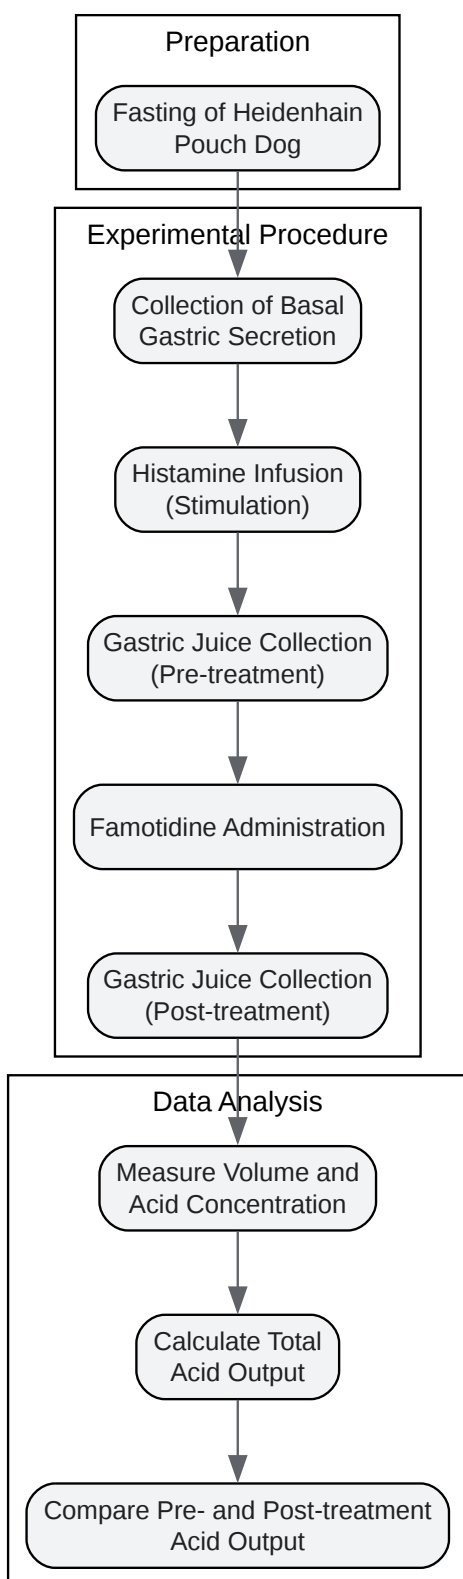 Preparation
Fasting of Heidenhain
Pouch Dog
Experimental Procedure
Collection of Basal
Gastric Secretion
Histamine Infusion
(Stimulation)
Gastric Juice Collection
(Pre-treatment)
Famotidine Administration
Gastric Juice Collection
(Post-treatment)
Data Analysis
Measure Volume and
Acid Concentration
Calculate Total
Acid Output
Compare Pre- and Post-treatment
Acid Output